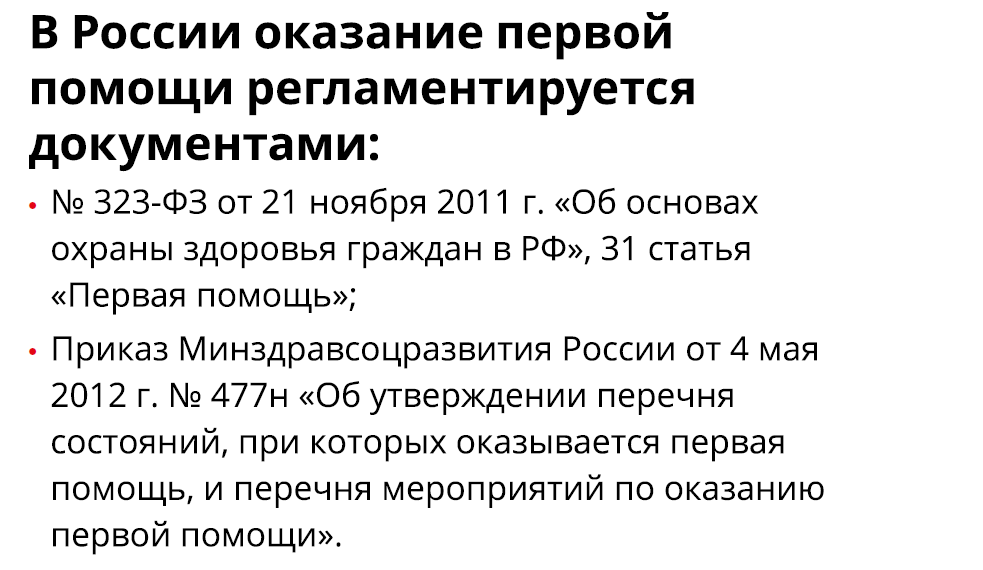 В России оказание первой
помощи регламентируется
документами:
• № 323-ФЗ от 21 ноября 2011 г. «Об основах
охраны здоровья граждан в РФ», 31 статья
«Первая помощь»;
• Приказ Минздравсоцразвития России от 4 мая
2012 г. № 477н «Об утверждении перечня
состояний, при которых оказывается первая
помощь, и перечня мероприятий по оказанию
первой помощи».